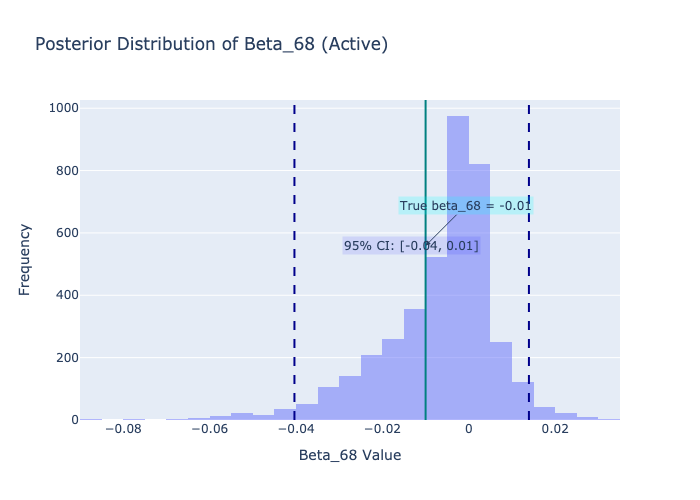 Posterior Distribution of Beta_68 (Active)
1000
800
600
400
200
0
Frequency
True beta_68 = -0.01
95% CI: [-0.04, 0.01]
−0.08
−0.06
−0.04
−0.02
0
0.02
Beta_68 Value